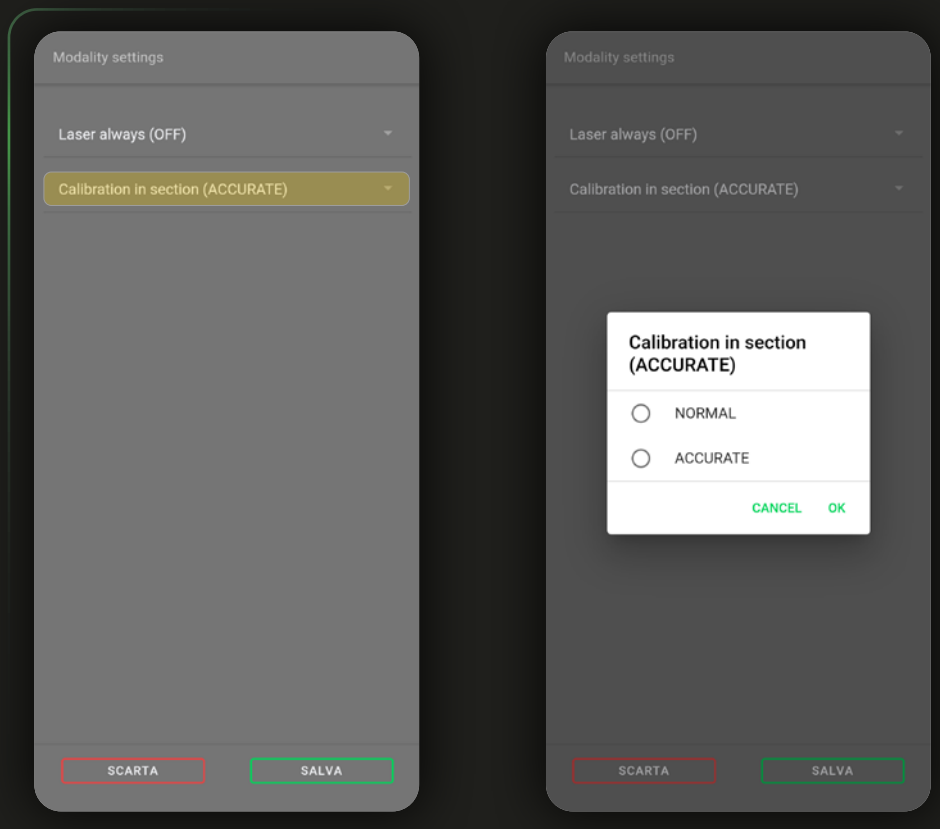 Modality settings
Laser always (OFF)
Calibration in section (ACCURATE)
SCARTA
SALVA
Modality settings
Laser always (OFF)
Calibration in section (ACCURATE)
Calibration in section
(ACCURATE)
NORMAL
ACCURATE
CANCEL OK
SCARTA
SALVA